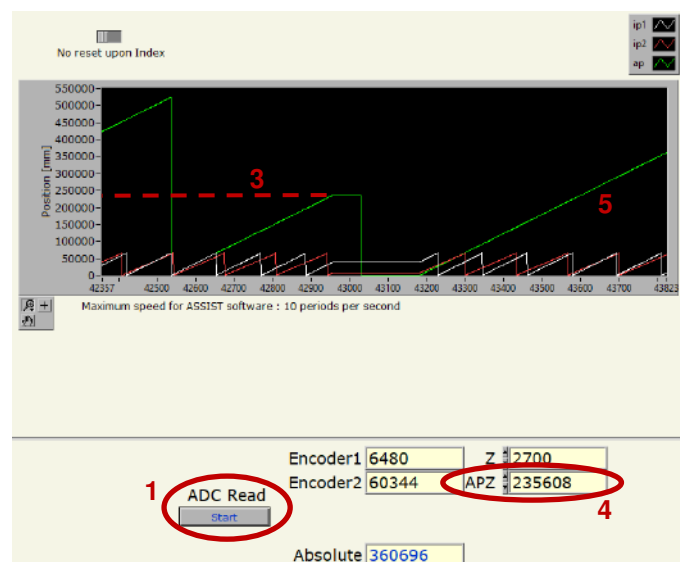 ip1
No reset upon Index
ip2
ap
550000
500000
450000
400000
350000
300000
250000
200000
150000
100000
50000
0
Position [mm]
3
5
42357 42500 42600 42700 42800 42900 43000 43100 43200 43300 43400 43500 43600 43700 43823
Maximum speed for ASSIST software : 10 periods per second
Encoder1 6480 Z 2700
1 ADC Read Encoder2 60344 APZ 235608
4
Start
Absolute 360696